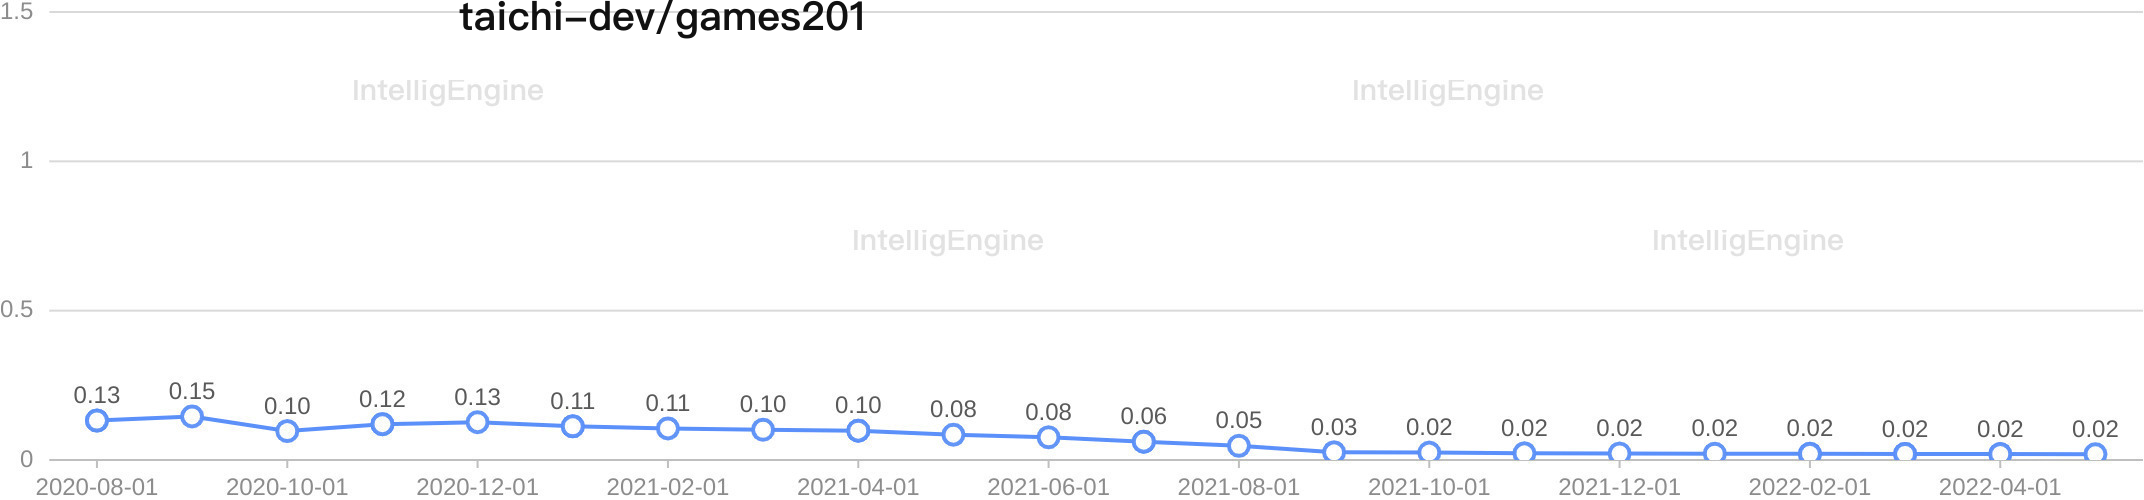 taichi-dev/games201
1.5
IntelligEngine IntelligEngine
1
IntelligEngine IntelligEngine
0.5
0.13 0.15 0.10 0.12 0.13 0.11 0.11 0.10 0.10 0.08 0.08 0.06 0.05 0.03 0.02 0.02 0.02 0.02 0.02 0.02 0.02 0.02
0
2020-08-01 2020-10-01 2020-12-01 2021-02-01 2021-04-01 2021-06-01 2021-08-01 2021-10-01 2021-12-01 2022-02-01 2022-04-01